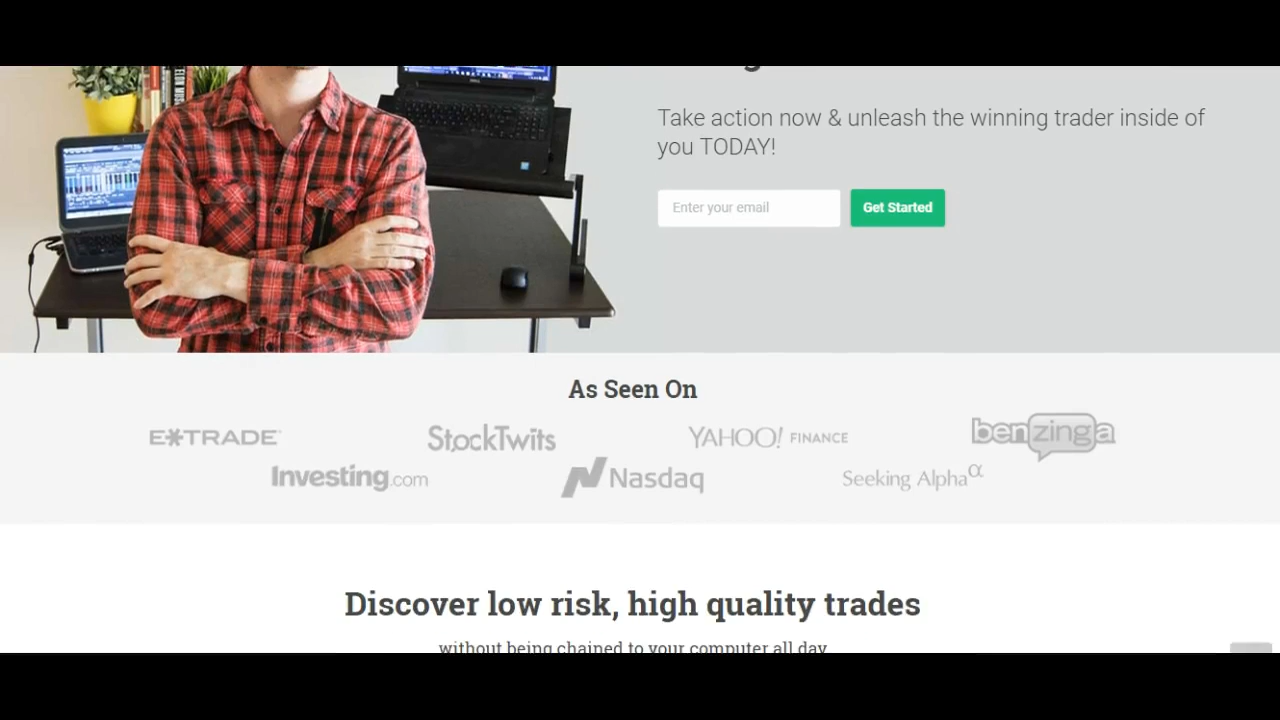 Take action now & unleash the winning trader inside of
you TODAY!
Enter your email
Get Started
As Seen On
E*TRADE
StockTwits
YAHOO! FINANCE
benzinga
Investing.com
Nasdaq
Seeking Alpha α
Discover low risk, high quality trades
without being chained to your computer all day